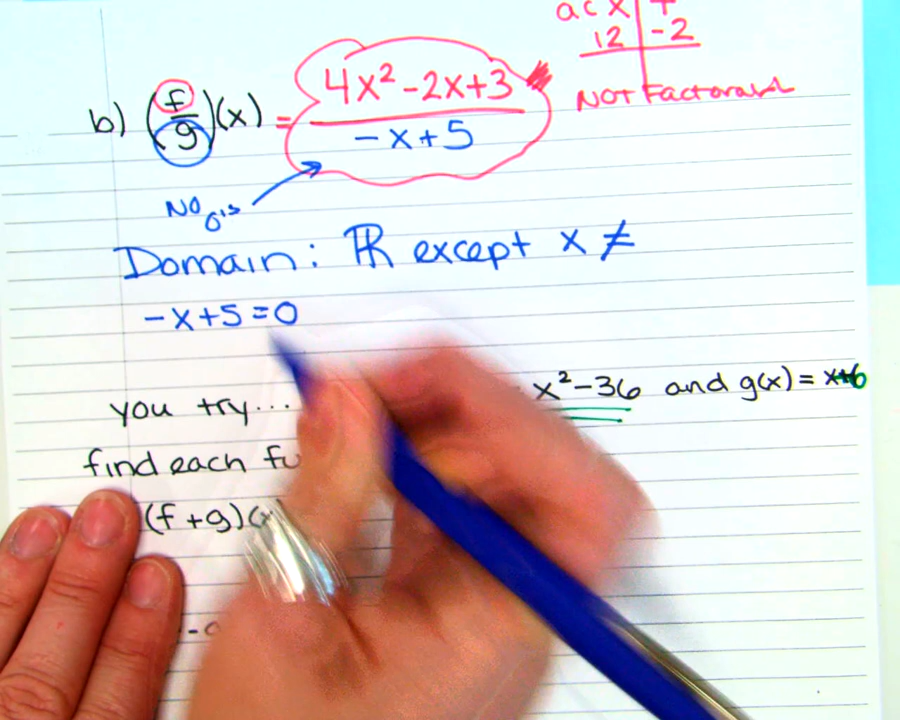 ac x +
12 -2
NOT Factorable
b) (f/g)(x) = 4x² -2x+3 / -x+5
NO 0's
Domain: ℝ except x ≠
-x+5=0
you try... x²-36 and g(x) = x+6
find each
(f+g)(x)